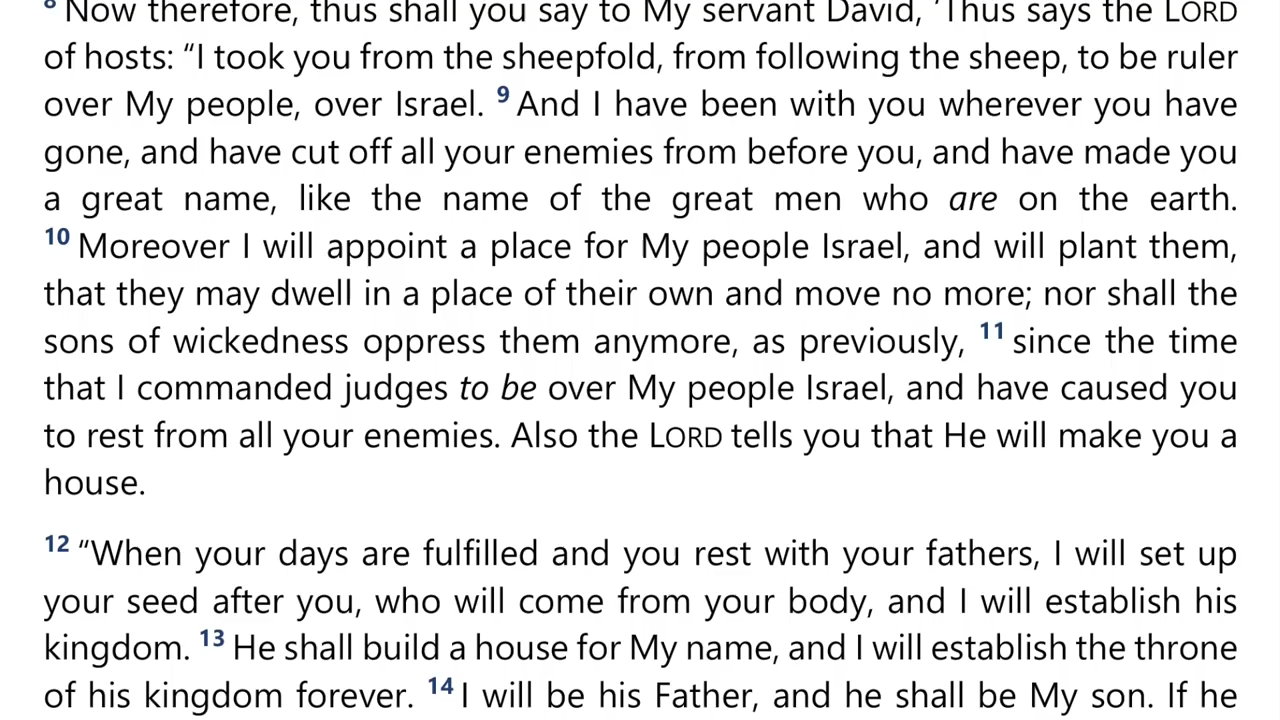 8 Now therefore, thus shall you say to My servant David, ‘Thus says the LORD
of hosts: “I took you from the sheepfold, from following the sheep, to be ruler
over My people, over Israel. 9 And I have been with you wherever you have
gone, and have cut off all your enemies from before you, and have made you
a great name, like the name of the great men who are on the earth.
10 Moreover I will appoint a place for My people Israel, and will plant them,
that they may dwell in a place of their own and move no more; nor shall the
sons of wickedness oppress them anymore, as previously, 11 since the time
that I commanded judges to be over My people Israel, and have caused you
to rest from all your enemies. Also the LORD tells you that He will make you a
house.
12 “When your days are fulfilled and you rest with your fathers, I will set up
your seed after you, who will come from your body, and I will establish his
kingdom. 13 He shall build a house for My name, and I will establish the throne
of his kingdom forever. 14 I will be his Father, and he shall be My son. If he